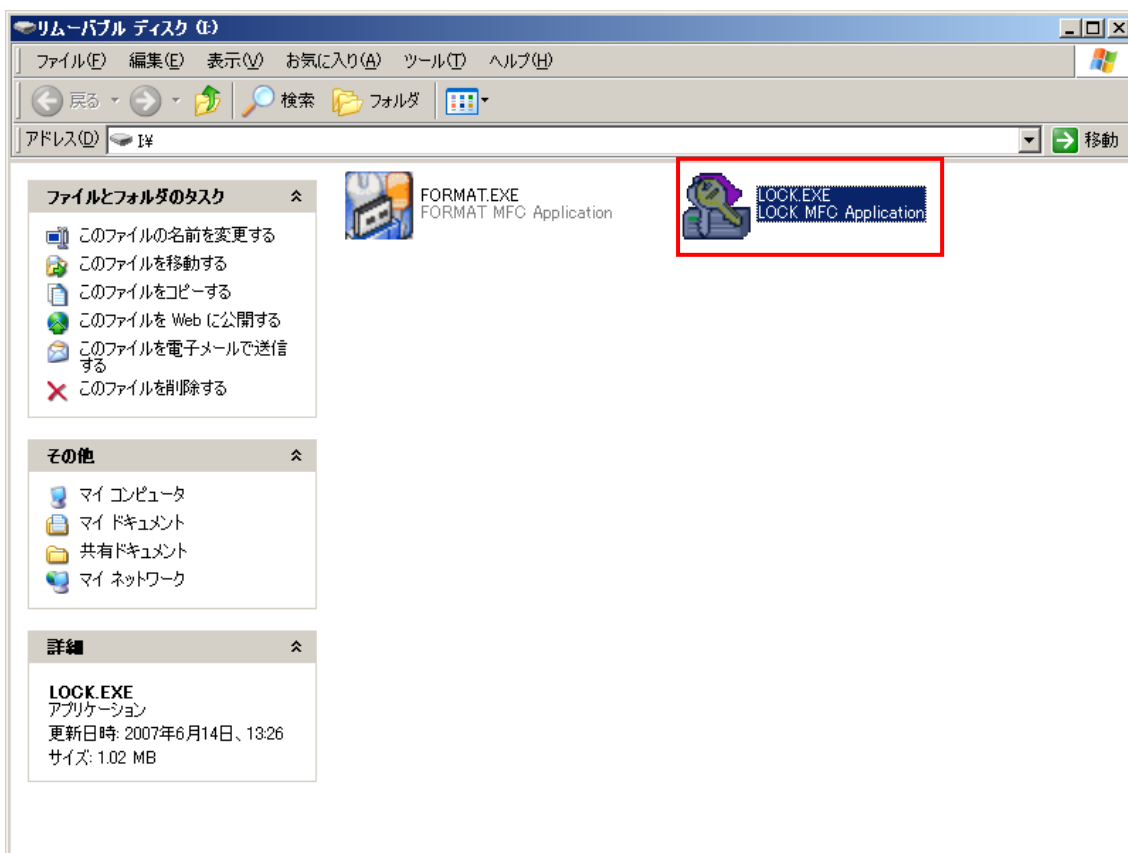 リムーバブル ディスク (I:)
ファイル(F) 編集(E) 表示(V) お気に入り(A) ツール(T) ヘルプ(H)
戻る 検索 フォルダ
アドレス(D) I:¥ 移動
ファイルとフォルダのタスク
このファイルの名前を変更する
このファイルを移動する
このファイルをコピーする
このファイルを Web に公開する
このファイルを電子メールで送信
する
このファイルを削除する
その他
マイ コンピュータ
マイ ドキュメント
共有ドキュメント
マイ ネットワーク
詳細
LOCK.EXE
アプリケーション
更新日時: 2007年6月14日、13:26
サイズ: 1.02 MB
FORMAT.EXE
FORMAT MFC Application
LOCK.EXE
LOCK MFC Application